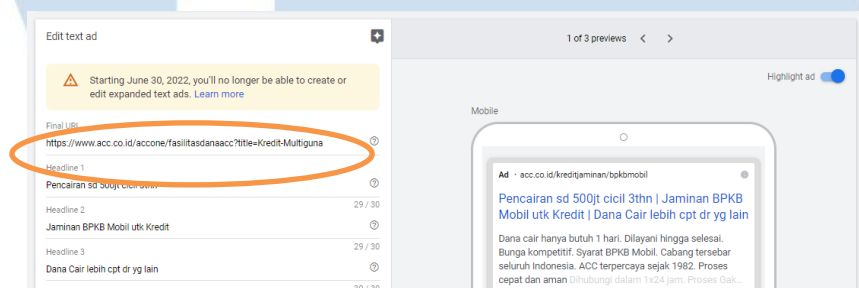 Edit text ad
Starting June 30, 2022, you'll no longer be able to create or
edit expanded text ads. Learn more
Final URL
https://www.acc.co.id/accone/fasilitasdanaacc?title=Kredit-Multiguna
Headline 1
Pencairan sd 500jt cicil 3thn
29 / 30
Headline 2
Jaminan BPKB Mobil utk Kredit
29 / 30
Headline 3
Dana Cair lebih cpt dr yg lain
30 / 30
1 of 3 previews
Highlight ad
Mobile
Ad · acc.co.id/kreditjaminan/bpkbmobil
Pencairan sd 500jt cicil 3thn | Jaminan BPKB
Mobil utk Kredit | Dana Cair lebih cpt dr yg lain
Dana cair hanya butuh 1 hari. Dilayani hingga selesai.
Bunga kompetitif. Syarat BPKB Mobil. Cabang tersebar
seluruh Indonesia. ACC terpercaya sejak 1982. Proses
cepat dan aman Dihubungi dalam 1x24 jam. Proses Gak...